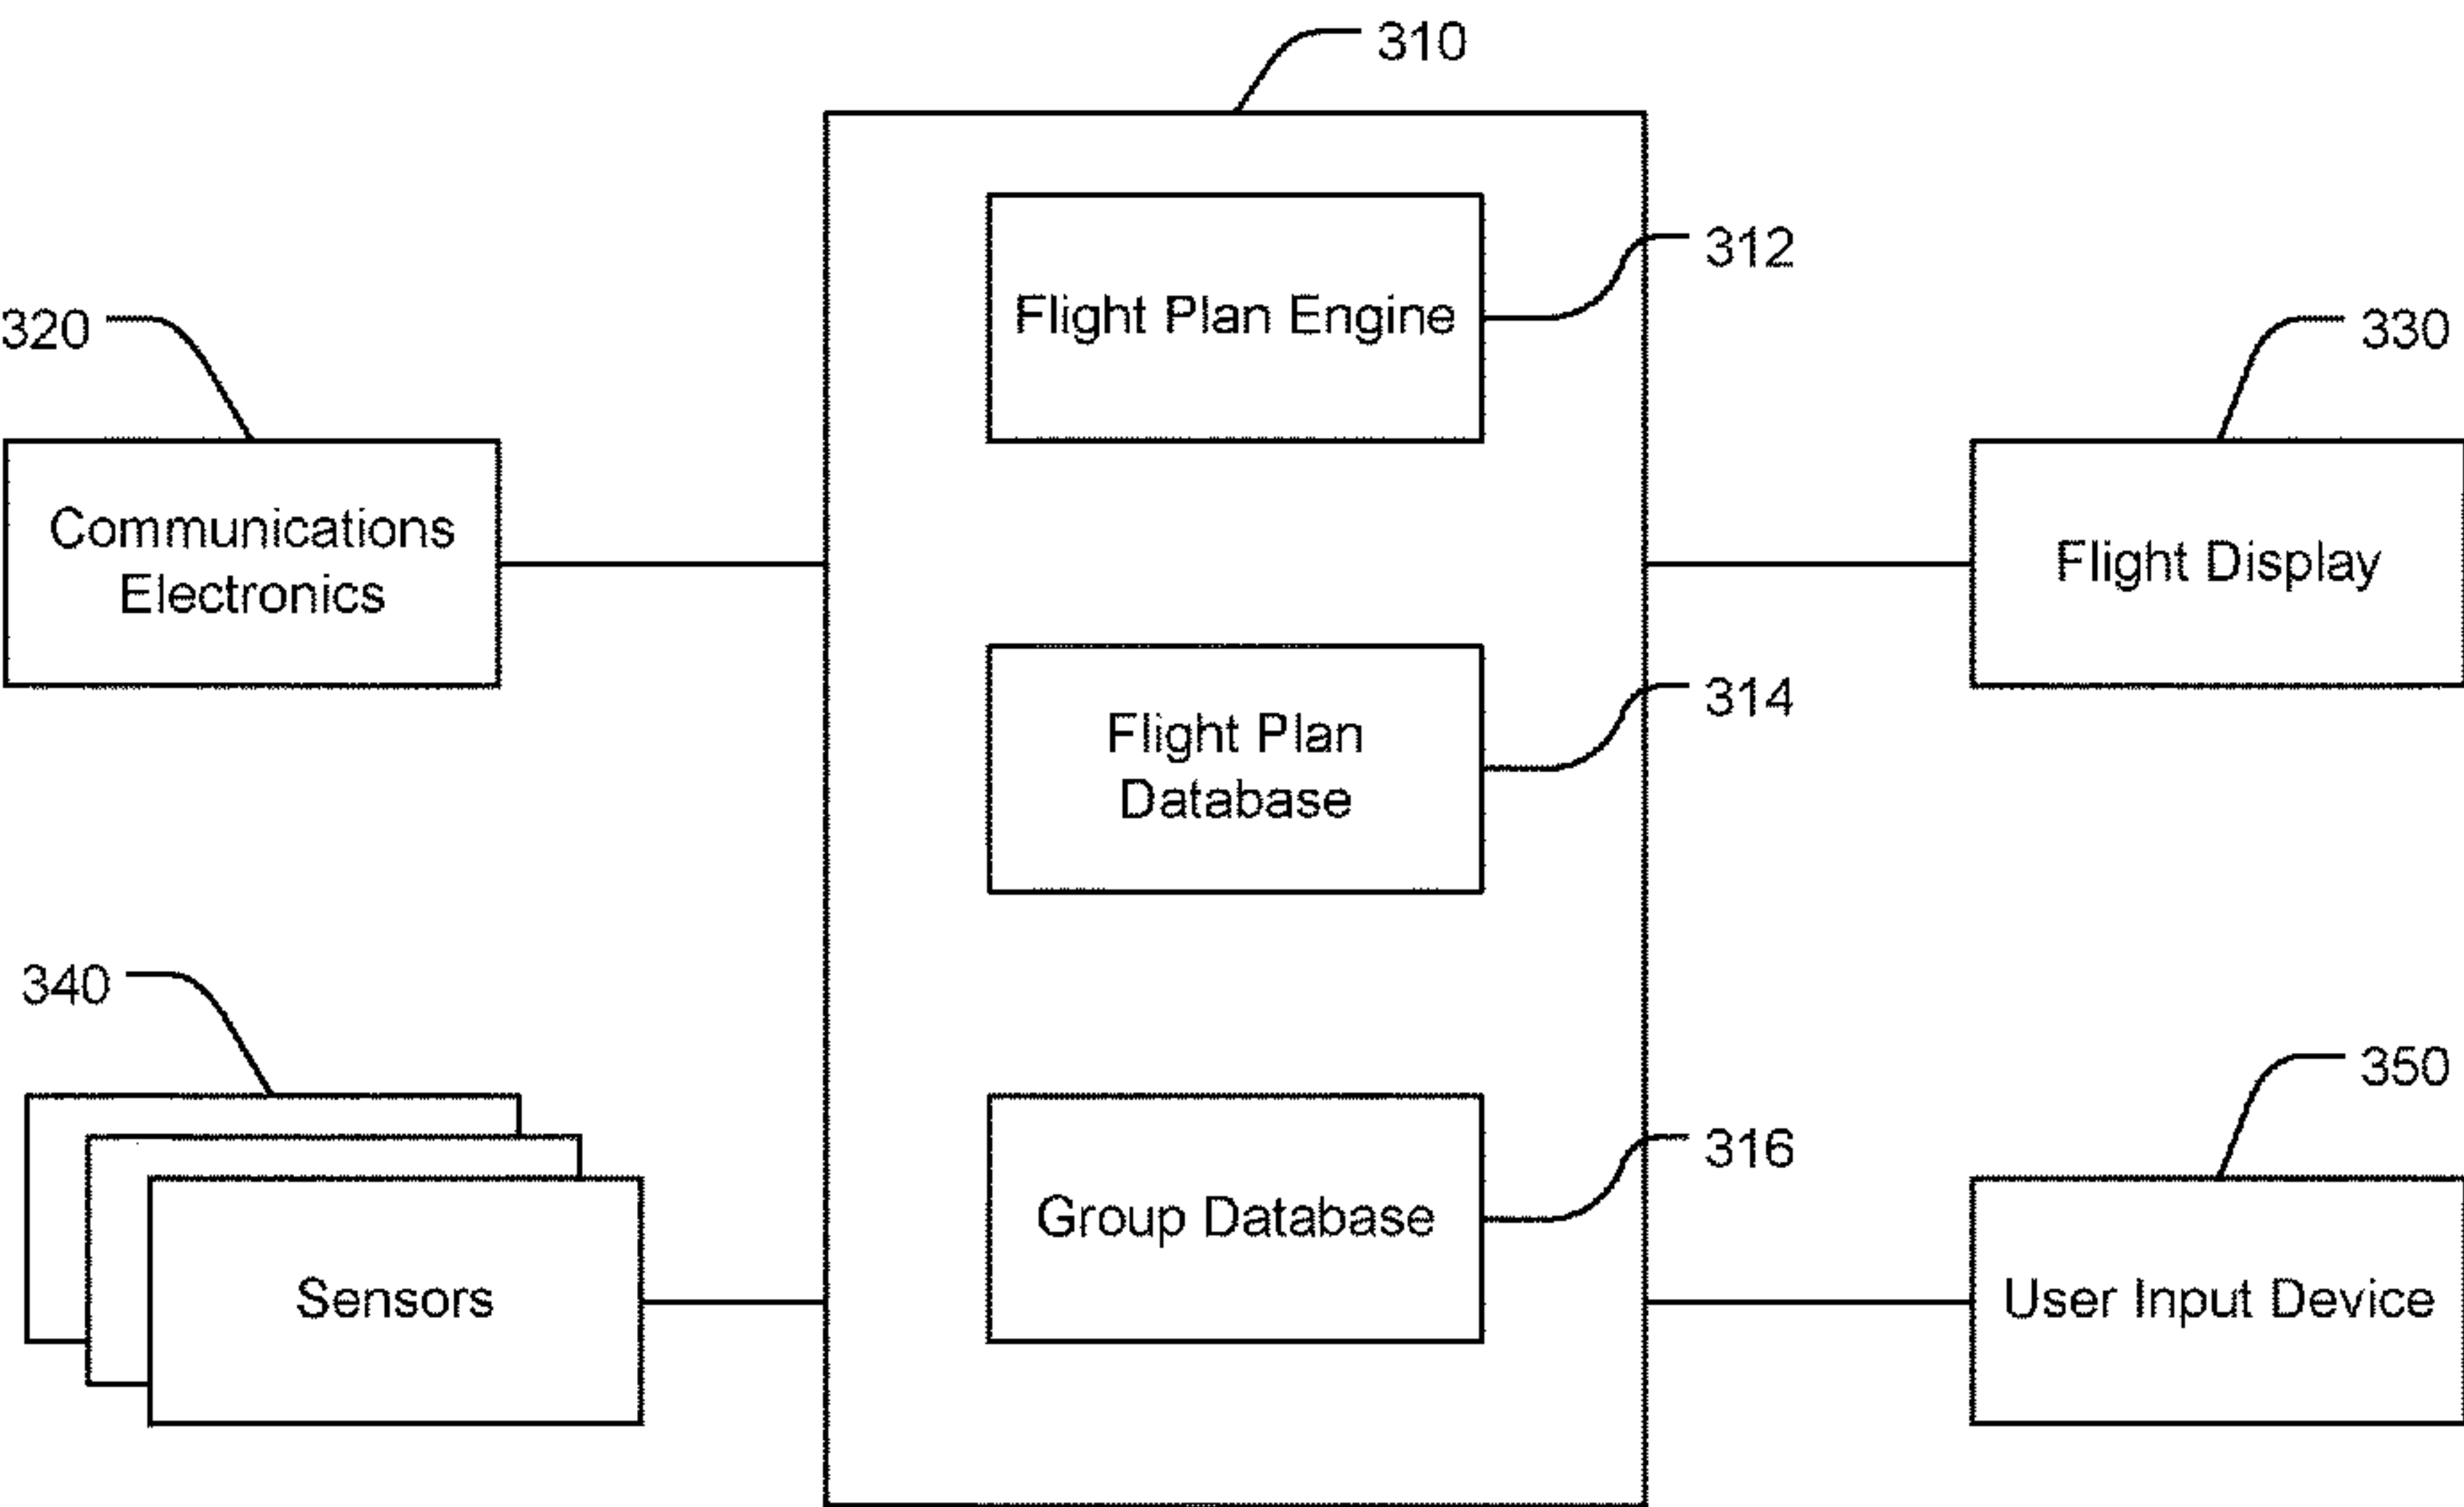 310
Flight Plan Engine
312
320
Communications
Electronics
330
Flight Display
Flight Plan
Database
314
340
Sensors
Group Database
316
350
User Input Device